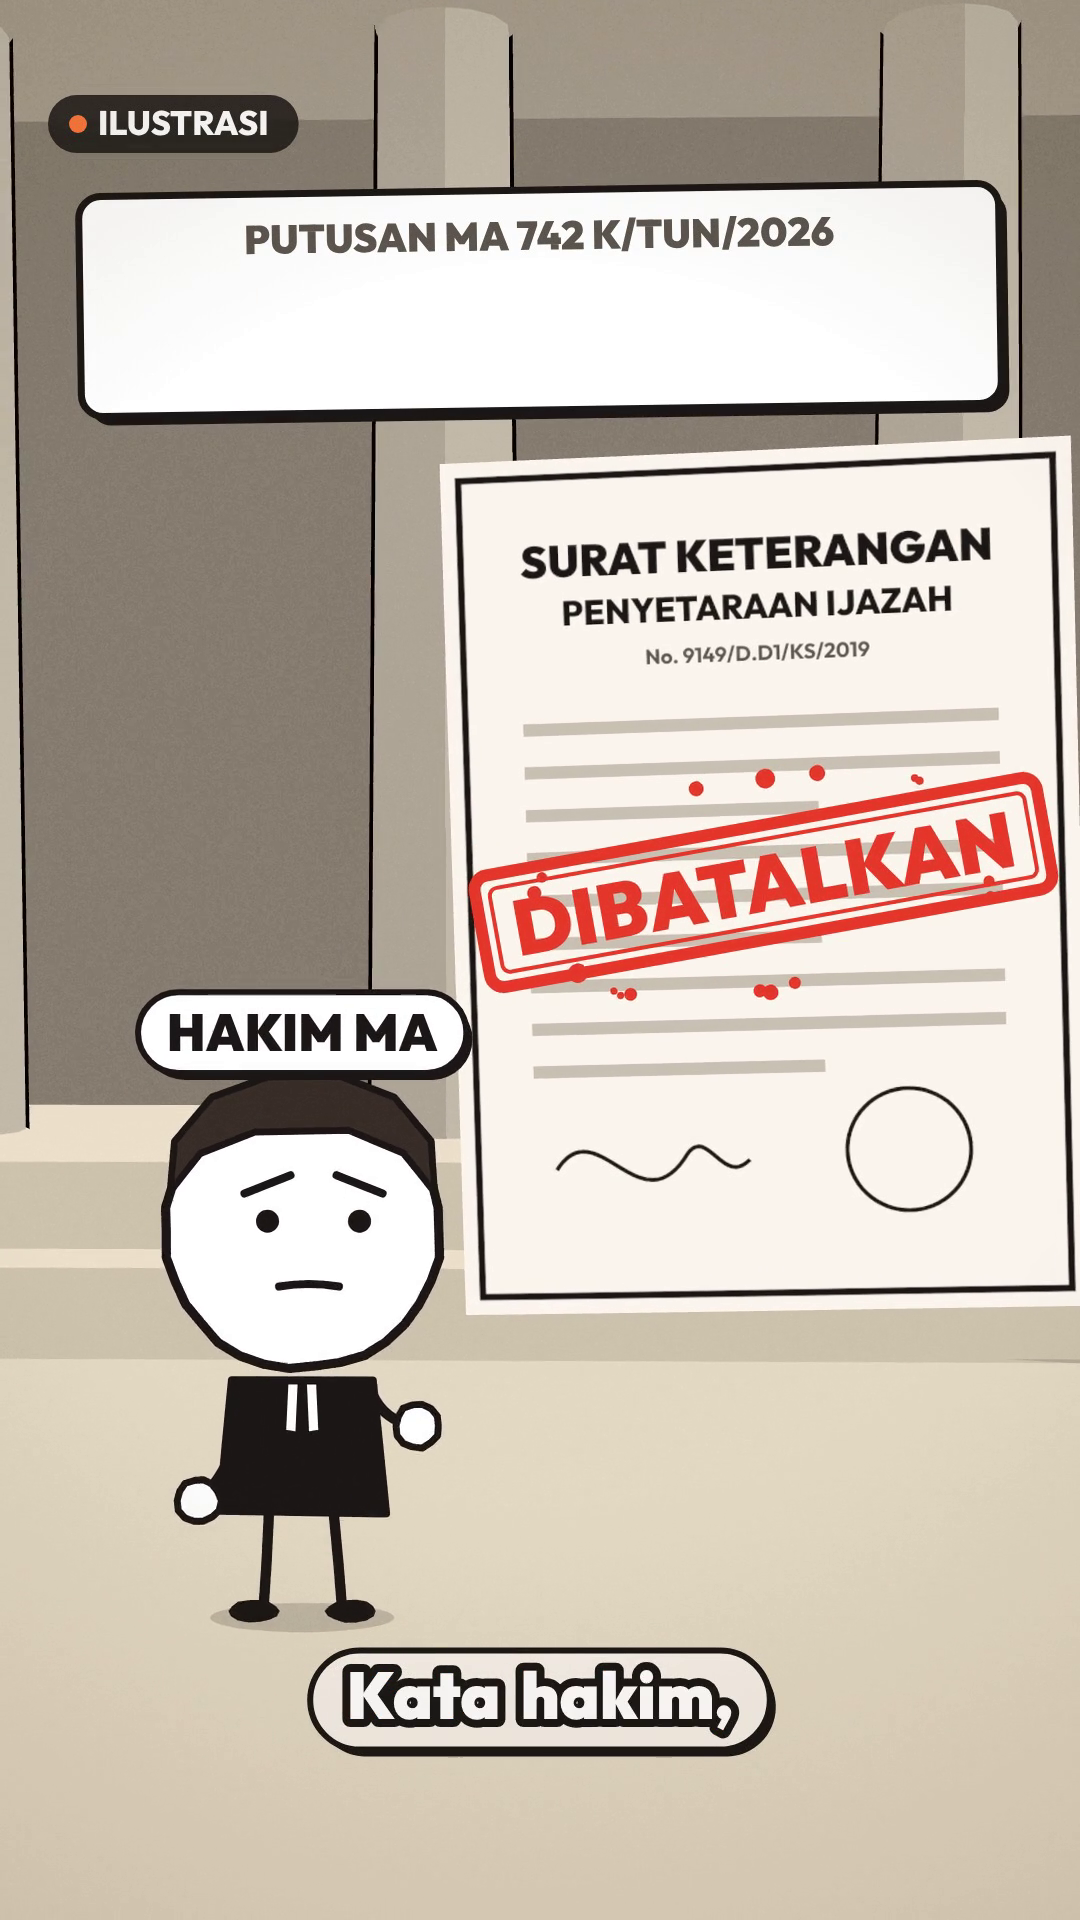 ILUSTRASI
PUTUSAN MA 742 K/TUN/2026
SURAT KETERANGAN
PENYETARAAN IJAZAH
No. 9149/D.D1/KS/2019
DIBATALKAN
HAKIM MA
Kata hakim,